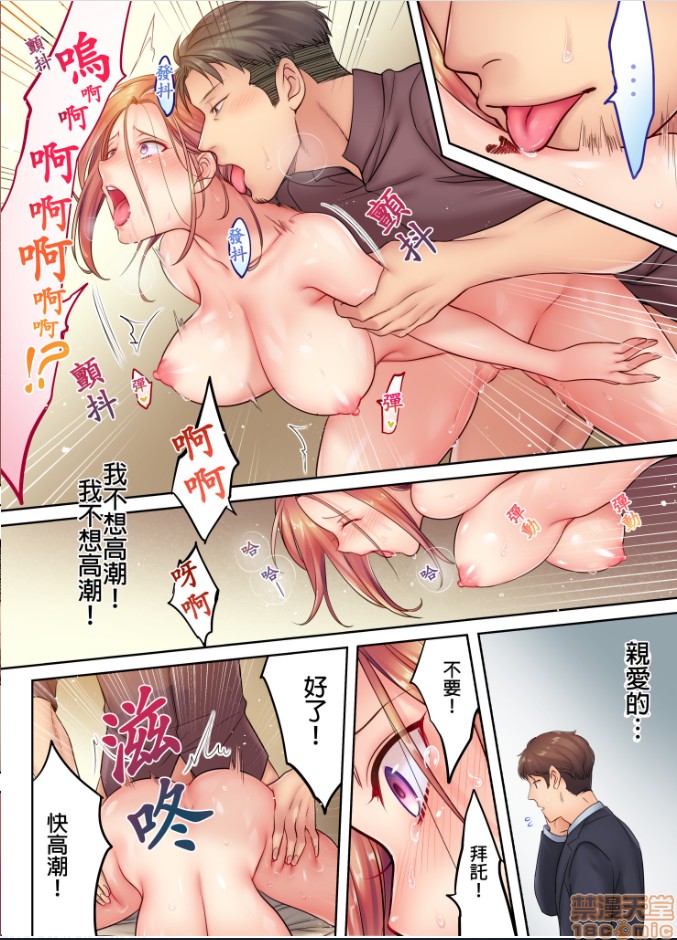 …
嗚啊啊啊啊啊啊啊!?
顫抖
發抖
發抖
顫抖
顫抖
彈
彈
啊啊
我不想高潮!
我不想高潮!
呀啊
哈
哈—
哈
彈動
彈動
親愛的…
不要!
拜託!
好了!
滋咚
快高潮!
禁漫天堂
18comic